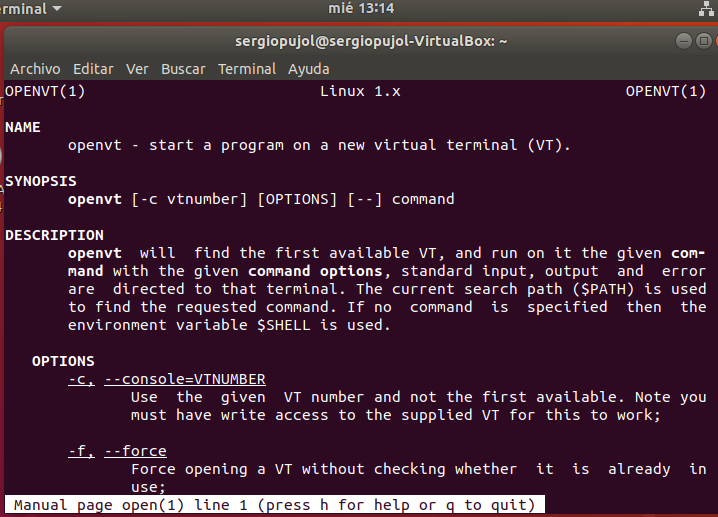 mié 13:14
sergiopujol@sergiopujol-VirtualBox: ~
Archivo Editar Ver Buscar Terminal Ayuda
OPENVT(1) Linux 1.x OPENVT(1)
NAME
openvt - start a program on a new virtual terminal (VT).
SYNOPSIS
openvt [-c vtnumber] [OPTIONS] [--] command
DESCRIPTION
openvt will find the first available VT, and run on it the given com-
mand with the given command options, standard input, output and error
are directed to that terminal. The current search path ($PATH) is used
to find the requested command. If no command is specified then the
environment variable $SHELL is used.
OPTIONS
-c, --console=VTNUMBER
Use the given VT number and not the first available. Note you
must have write access to the supplied VT for this to work;
-f, --force
Force opening a VT without checking whether it is already in
use;
Manual page open(1) line 1 (press h for help or q to quit)